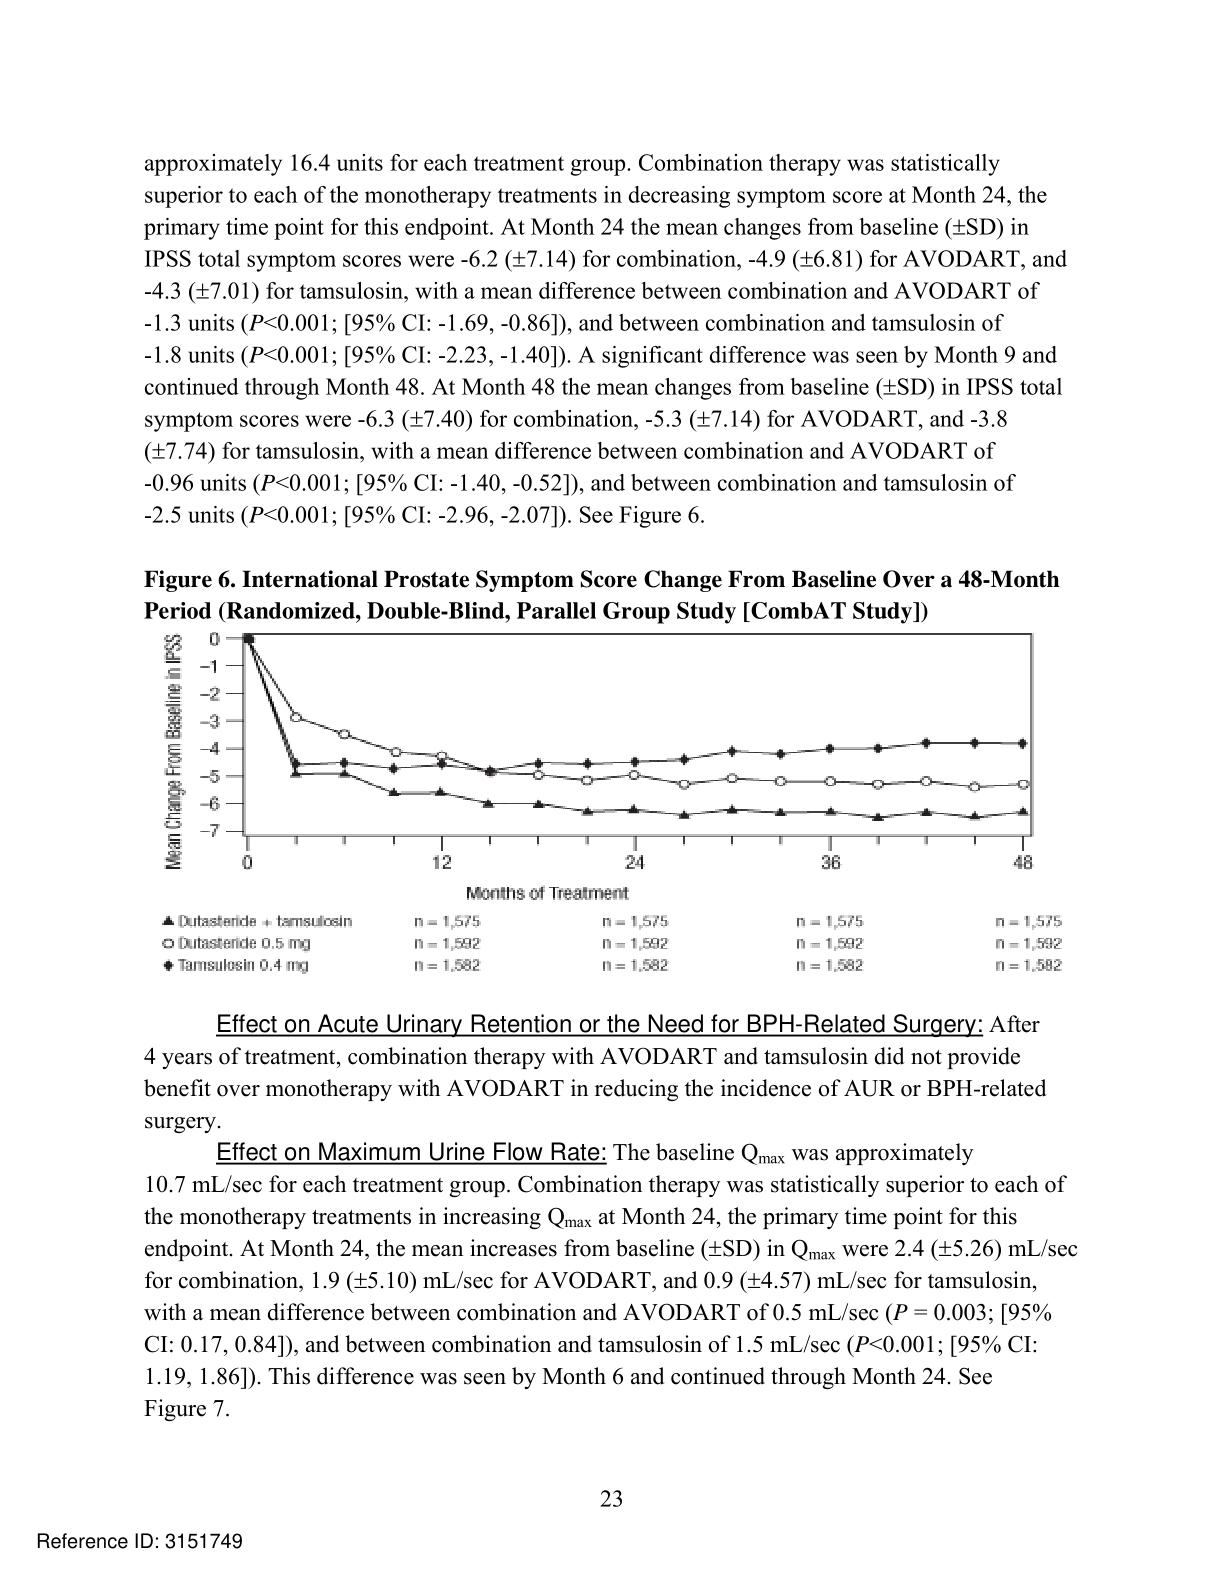 approximately 16.4 units for each treatment group. Combination therapy was statistically
superior to each of the monotherapy treatments in decreasing symptom score at Month 24, the
primary time point for this endpoint. At Month 24 the mean changes from baseline (±SD) in
IPSS total symptom scores were -6.2 (±7.14) for combination, -4.9 (±6.81) for AVODART, and
-4.3 (±7.01) for tamsulosin, with a mean difference between combination and AVODART of
-1.3 units (P<0.001; [95% CI: -1.69, -0.86]), and between combination and tamsulosin of
-1.8 units (P<0.001; [95% CI: -2.23, -1.40]). A significant difference was seen by Month 9 and
continued through Month 48. At Month 48 the mean changes from baseline (±SD) in IPSS total
symptom scores were -6.3 (±7.40) for combination, -5.3 (±7.14) for AVODART, and -3.8
(±7.74) for tamsulosin, with a mean difference between combination and AVODART of
-0.96 units (P<0.001; [95% CI: -1.40, -0.52]), and between combination and tamsulosin of
-2.5 units (P<0.001; [95% CI: -2.96, -2.07]). See Figure 6.
Figure 6. International Prostate Symptom Score Change From Baseline Over a 48-Month
Period (Randomized, Double-Blind, Parallel Group Study [CombAT Study])
Mean Change From Baseline in IPSS
0
−1
−2
−3
−4
−5
−6
−7
0 12 24 36 48
Months of Treatment
▲ Dutasteride + tamsulosin n = 1,575 n = 1,575 n = 1,575 n = 1,575
○ Dutasteride 0.5 mg n = 1,592 n = 1,592 n = 1,592 n = 1,592
◆ Tamsulosin 0.4 mg n = 1,582 n = 1,582 n = 1,582 n = 1,582
Effect on Acute Urinary Retention or the Need for BPH-Related Surgery: After
4 years of treatment, combination therapy with AVODART and tamsulosin did not provide
benefit over monotherapy with AVODART in reducing the incidence of AUR or BPH-related
surgery.
Effect on Maximum Urine Flow Rate: The baseline Qmax was approximately
10.7 mL/sec for each treatment group. Combination therapy was statistically superior to each of
the monotherapy treatments in increasing Qmax at Month 24, the primary time point for this
endpoint. At Month 24, the mean increases from baseline (±SD) in Qmax were 2.4 (±5.26) mL/sec
for combination, 1.9 (±5.10) mL/sec for AVODART, and 0.9 (±4.57) mL/sec for tamsulosin,
with a mean difference between combination and AVODART of 0.5 mL/sec (P = 0.003; [95%
CI: 0.17, 0.84]), and between combination and tamsulosin of 1.5 mL/sec (P<0.001; [95% CI:
1.19, 1.86]). This difference was seen by Month 6 and continued through Month 24. See
Figure 7.
23
Reference ID: 3151749